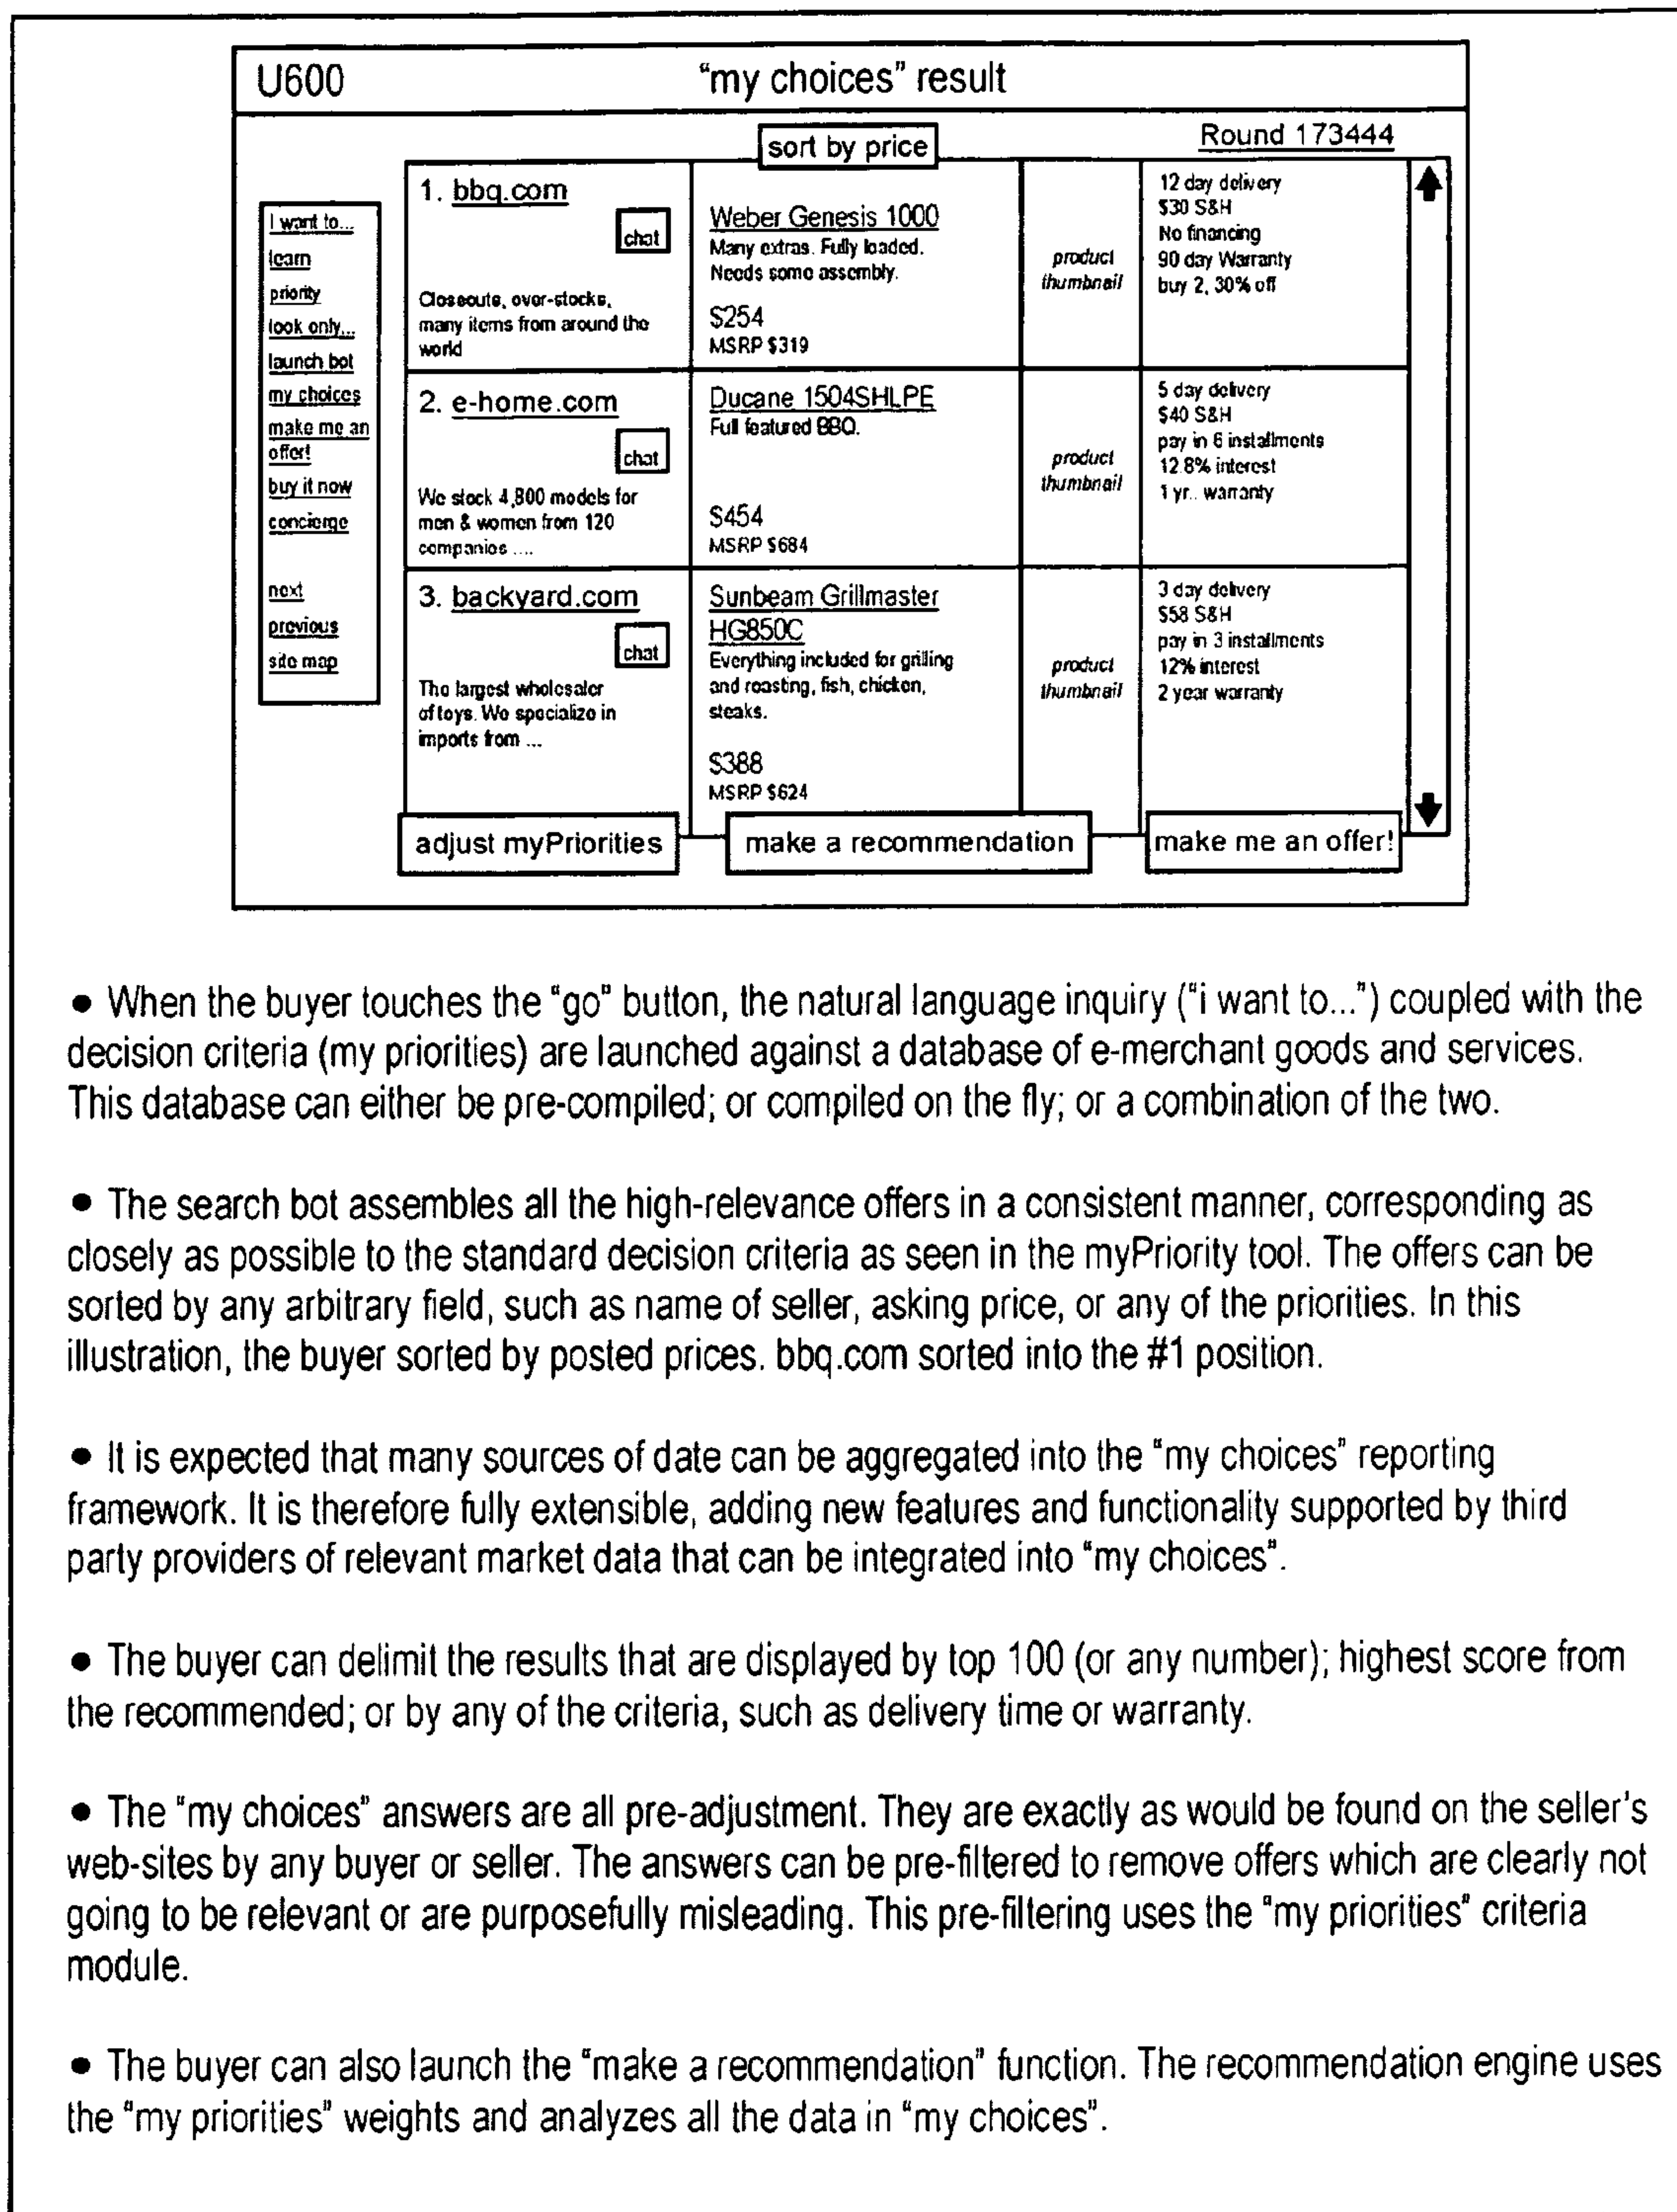 U600
"my choices" result
sort by price
Round 173444
I want to...
learn
priority
look only...
launch bot
my choices
make me an
offer!
buy it now
concierge
next
previous
site map
1. bbq.com
chat
Closeouts, over-stocks,
many items from around the
world
Weber Genesis 1000
Many extras. Fully loaded.
Needs some assembly.
$254
MSRP $319
product
thumbnail
12 day delivery
$30 S&H
No financing
90 day Warranty
buy 2, 30% off
2. e-home.com
chat
We stock 4,800 models for
men & women from 120
companies ....
Ducane 1504SHLPE
Full featured BBQ.
$454
MSRP $684
product
thumbnail
5 day delivery
$40 S&H
pay in 6 installments
12.8% interest
1 yr.. warranty
3. backyard.com
chat
The largest wholesaler
of toys. We specialize in
imports from ...
Sunbeam Grillmaster
HG850C
Everything included for grilling
and roasting, fish, chicken,
steaks.
$388
MSRP $624
product
thumbnail
3 day delivery
$58 S&H
pay in 3 installments
12% interest
2 year warranty
adjust myPriorities
make a recommendation
make me an offer!
● When the buyer touches the "go" button, the natural language inquiry ("i want to...") coupled with the
decision criteria (my priorities) are launched against a database of e-merchant goods and services.
This database can either be pre-compiled; or compiled on the fly; or a combination of the two.
● The search bot assembles all the high-relevance offers in a consistent manner, corresponding as
closely as possible to the standard decision criteria as seen in the myPriority tool. The offers can be
sorted by any arbitrary field, such as name of seller, asking price, or any of the priorities. In this
illustration, the buyer sorted by posted prices. bbq.com sorted into the #1 position.
● It is expected that many sources of date can be aggregated into the "my choices" reporting
framework. It is therefore fully extensible, adding new features and functionality supported by third
party providers of relevant market data that can be integrated into "my choices".
● The buyer can delimit the results that are displayed by top 100 (or any number); highest score from
the recommended; or by any of the criteria, such as delivery time or warranty.
● The "my choices" answers are all pre-adjustment. They are exactly as would be found on the seller's
web-sites by any buyer or seller. The answers can be pre-filtered to remove offers which are clearly not
going to be relevant or are purposefully misleading. This pre-filtering uses the "my priorities" criteria
module.
● The buyer can also launch the "make a recommendation" function. The recommendation engine uses
the "my priorities" weights and analyzes all the data in "my choices".